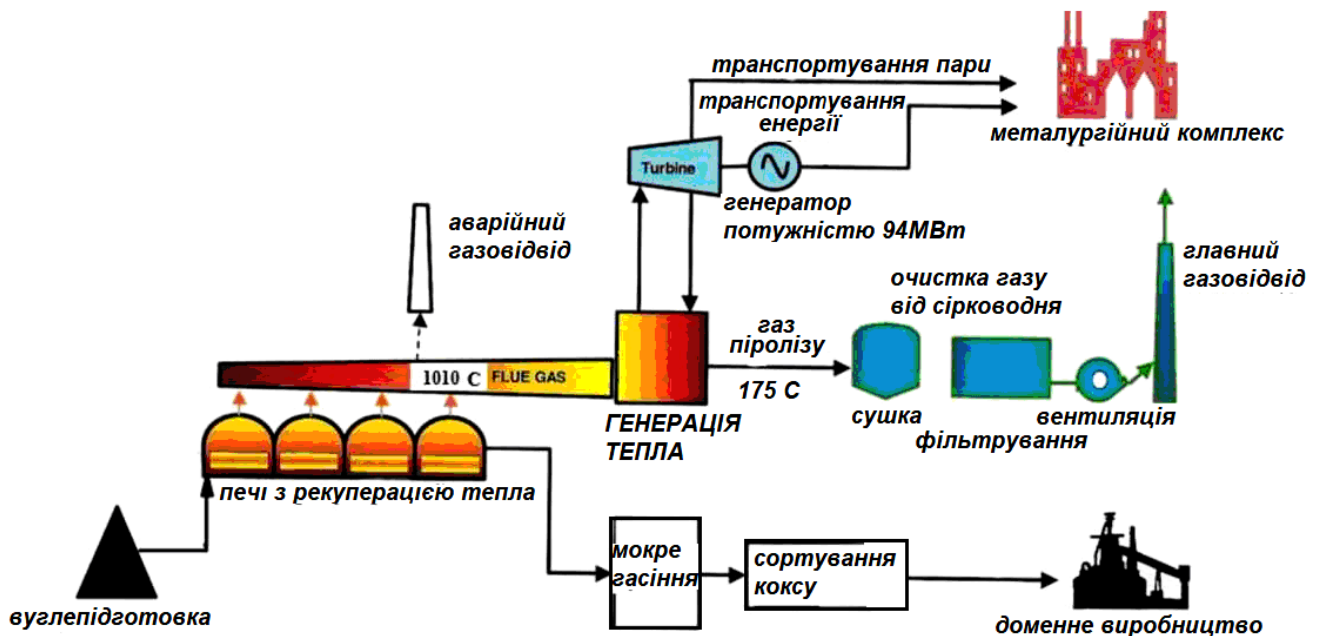 транспортування пари
транспортування
енергії
металургійний комплекс
Turbine
генератор
потужністю 94МВт
аварійний
газовідвід
главний
газовідвід
очистка газу
від сірководня
газ
піролізу
175 С
1010 C
FLUE GAS
сушка
вентиляція
фільтрування
ГЕНЕРАЦІЯ
ТЕПЛА
печі з рекуперацією тепла
мокре
гасіння
сортування
коксу
вуглепідготовка
доменне виробництво